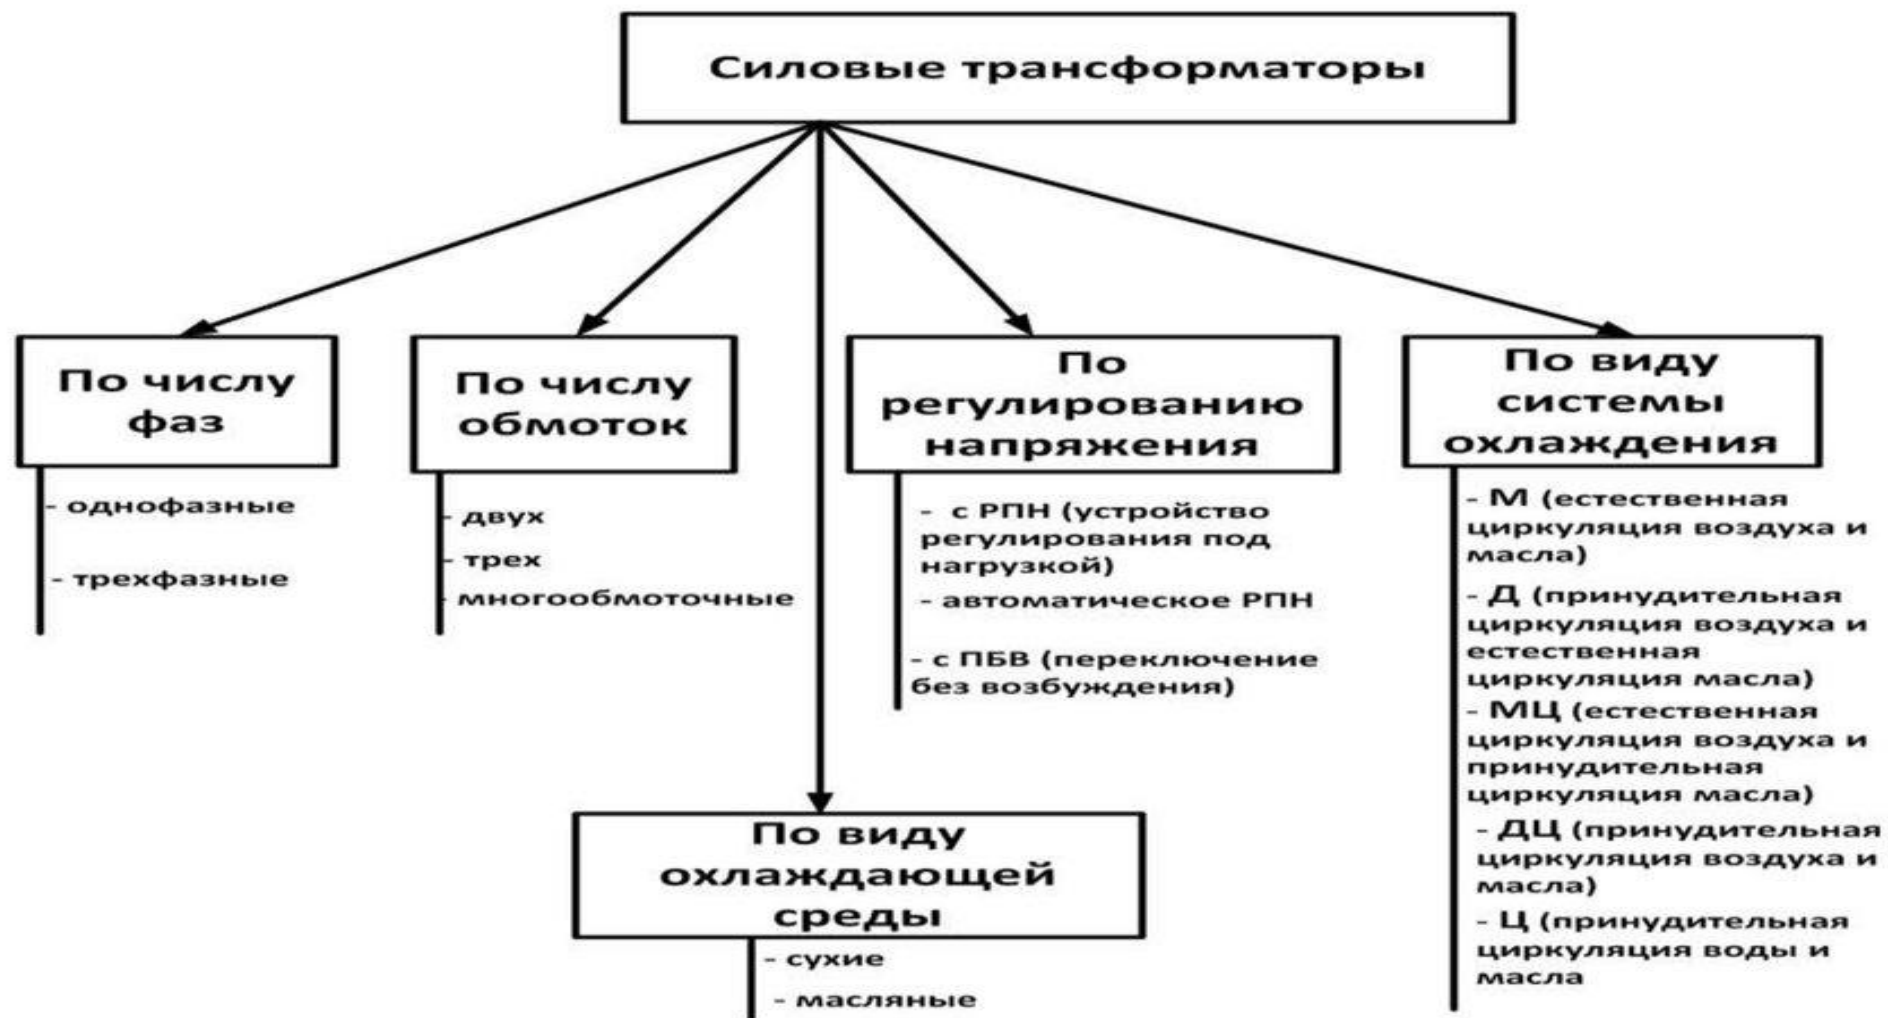 Силовые трансформаторы
По числу
фаз
- однофазные
- трехфазные
По числу
обмоток
- двух
- трех
- многообмоточные
По
регулированию
напряжения
- с РПН (устройство
регулирования под
нагрузкой)
- автоматическое РПН
- с ПБВ (переключение
без возбуждения)
По виду
системы
охлаждения
- М (естественная
циркуляция воздуха и
масла)
- Д (принудительная
циркуляция воздуха и
естественная
циркуляция масла)
- МЦ (естественная
циркуляция воздуха и
принудительная
циркуляция масла)
- ДЦ (принудительная
циркуляция воздуха и
масла)
- Ц (принудительная
циркуляция воды и
масла
По виду
охлаждающей
среды
- сухие
- масляные